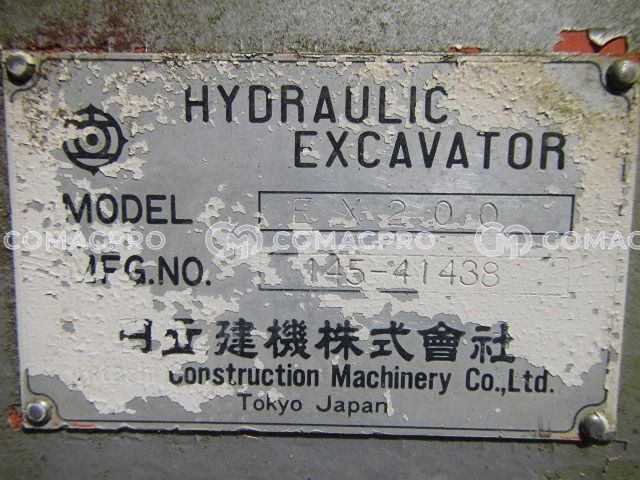 HYDRAULIC
EXCAVATOR
MODEL EX200
MFG.NO. 145-41438
COMACPRO COMACPRO COMACPRO
日立建機株式會社
Construction Machinery Co.,Ltd.
Tokyo Japan